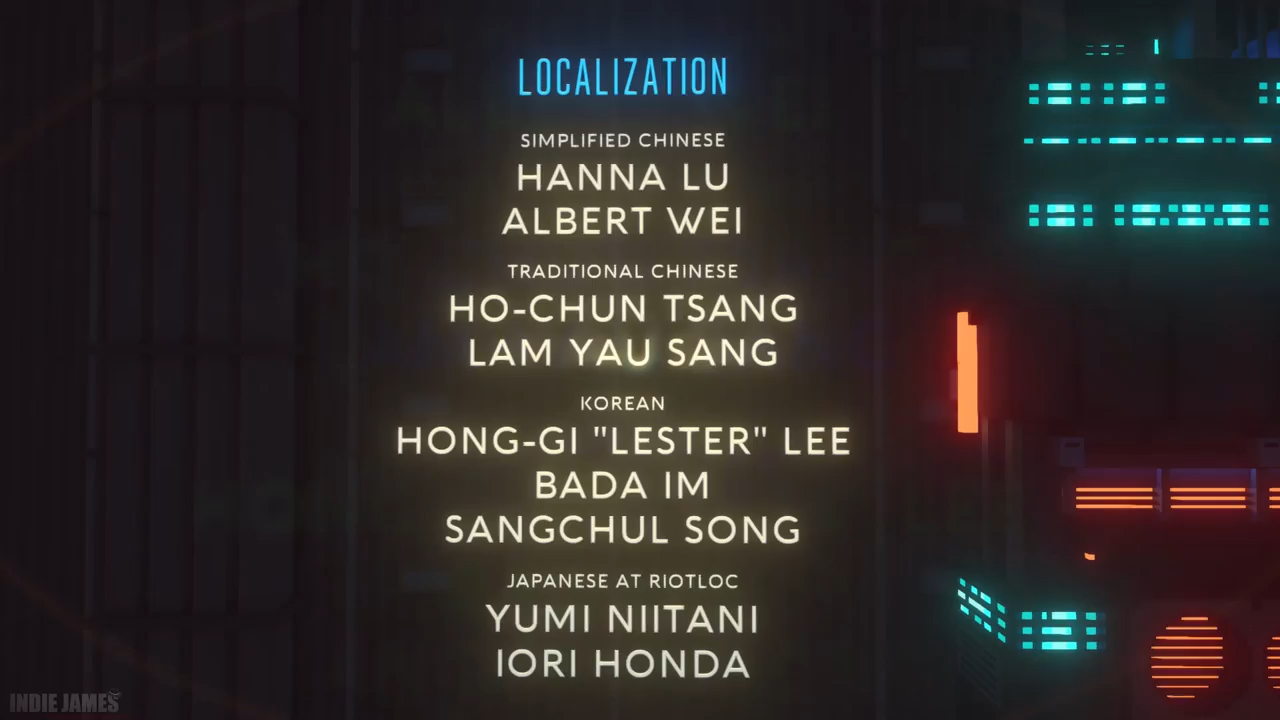 LOCALIZATION
SIMPLIFIED CHINESE
HANNA LU
ALBERT WEI
TRADITIONAL CHINESE
HO-CHUN TSANG
LAM YAU SANG
KOREAN
HONG-GI "LESTER" LEE
BADA IM
SANGCHUL SONG
JAPANESE AT RIOTLOC
YUMI NIITANI
IORI HONDA
INDIE JAMES